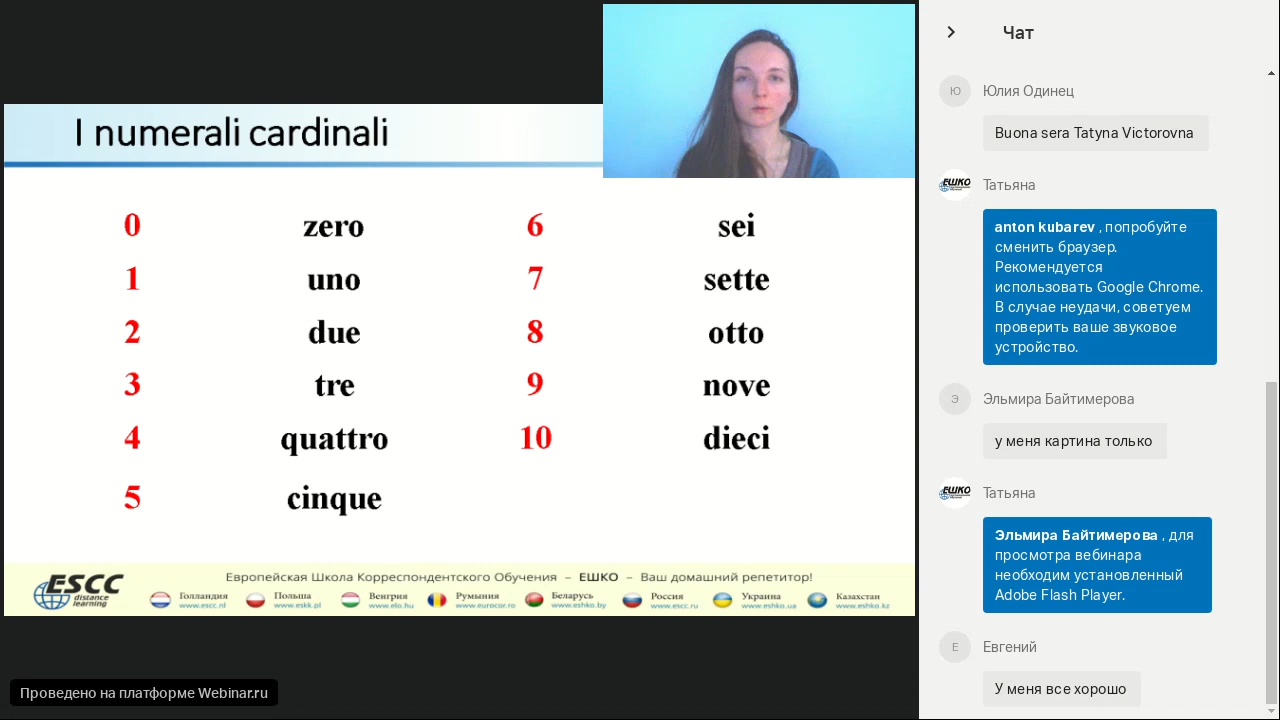 I numerali cardinali
0 zero 6 sei
1 uno 7 sette
2 due 8 otto
3 tre 9 nove
4 quattro 10 dieci
5 cinque
ESCC
distance
learning
Европейская Школа Корреспондентского Обучения – ЕШКО – Ваш домашний репетитор!
Голландия
www.escc.nl
Польша
www.eskk.pl
Венгрия
www.elo.hu
Румыния
www.eurocor.ro
Беларусь
www.eshko.by
Россия
www.escc.ru
Украина
www.eshko.ua
Казахстан
www.eshko.kz
Проведено на платформе Webinar.ru
Чат
Ю
Юлия Одинец
Buona sera Tatyna Victorovna
ЕШКО
Татьяна
anton kubarev , попробуйте
сменить браузер.
Рекомендуется
использовать Google Chrome.
В случае неудачи, советуем
проверить ваше звуковое
устройство.
Э
Эльмира Байтимерова
у меня картина только
ЕШКО
Татьяна
Эльмира Байтимерова , для
просмотра вебинара
необходим установленный
Adobe Flash Player.
Е
Евгений
У меня все хорошо